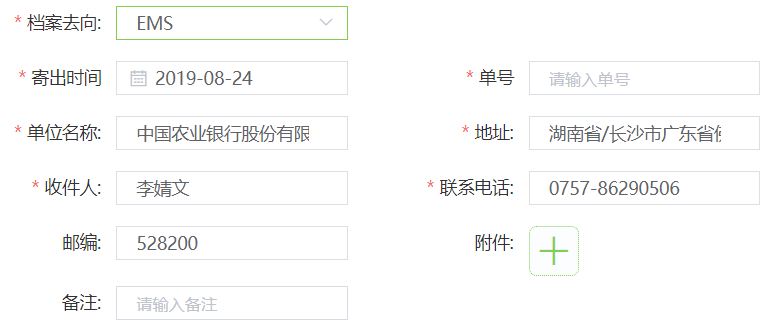 * 档案去向: EMS
* 寄出时间 2019-08-24 * 单号 请输入单号
* 单位名称: 中国农业银行股份有限 * 地址: 湖南省/长沙市广东省佛
* 收件人: 李婧文 * 联系电话: 0757-86290506
邮编: 528200 附件:
备注: 请输入备注